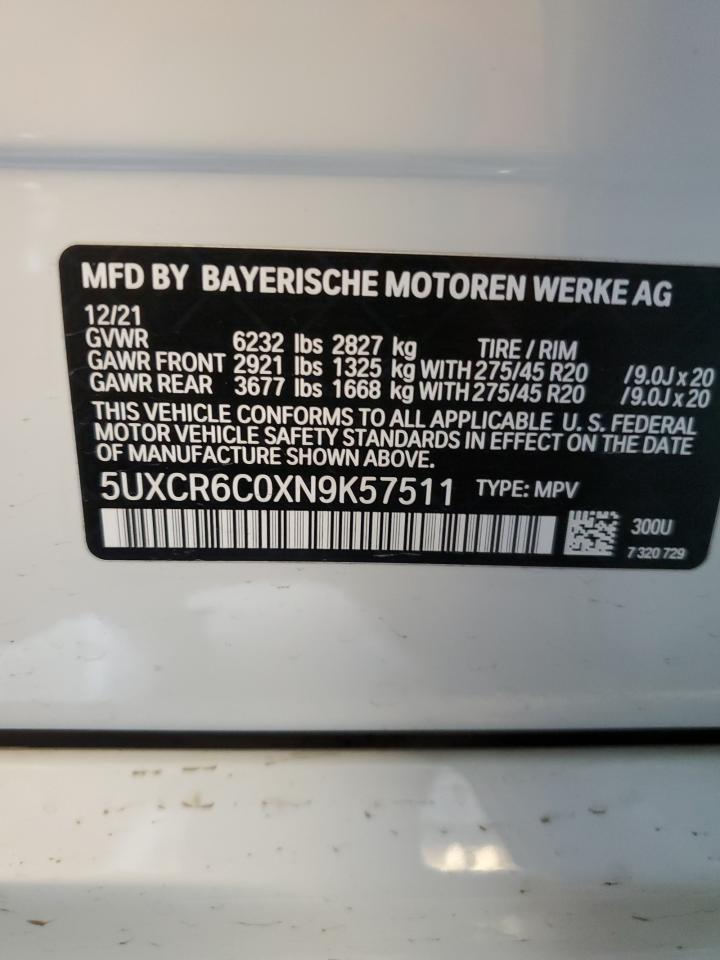 MFD BY BAYERISCHE MOTOREN WERKE AG
12/21
GVWR 6232 lbs 2827 kg TIRE / RIM
GAWR FRONT 2921 lbs 1325 kg WITH 275/45 R20 /9.0J x 20
GAWR REAR 3677 lbs 1668 kg WITH 275/45 R20 /9.0J x 20
THIS VEHICLE CONFORMS TO ALL APPLICABLE U. S. FEDERAL
MOTOR VEHICLE SAFETY STANDARDS IN EFFECT ON THE DATE
OF MANUFACTURE SHOWN ABOVE.
5UXCR6C0XN9K57511 TYPE: MPV
300U
7 320 729